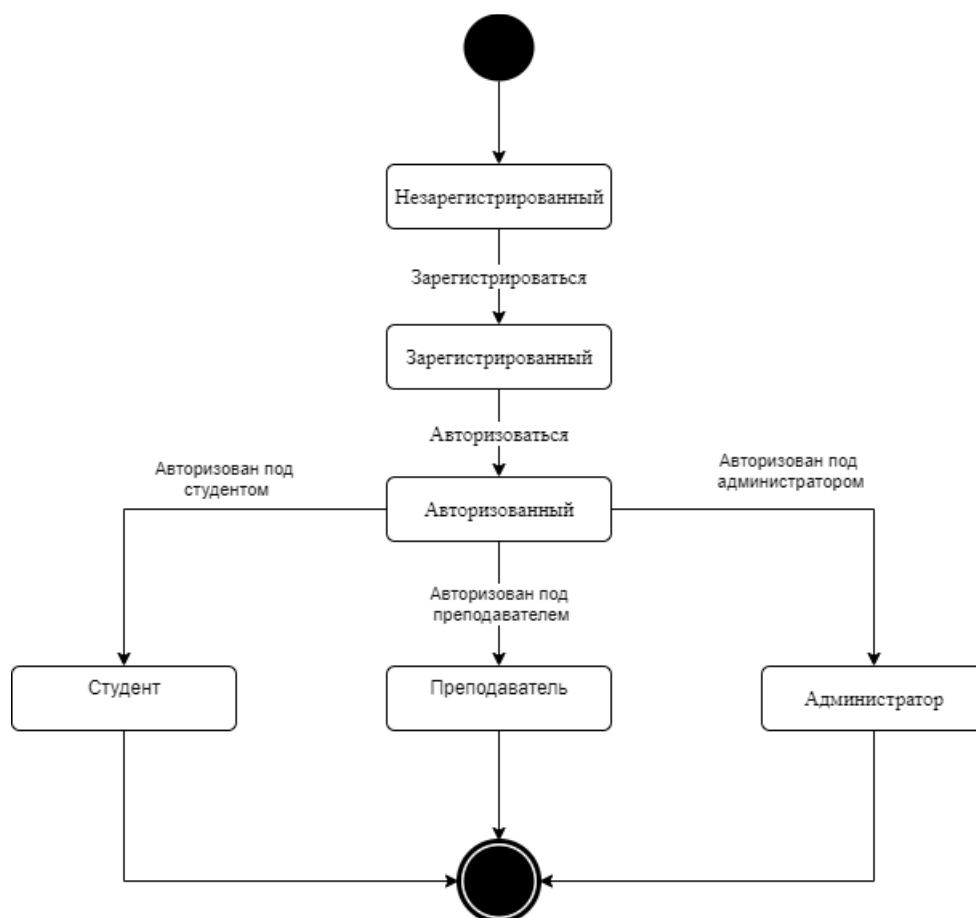 Незарегистрированный
Зарегистрироваться
Зарегистрированный
Авторизоваться
Авторизован под
студентом
Авторизован под
администратором
Авторизованный
Авторизован под
преподавателем
Студент
Преподаватель
Администратор